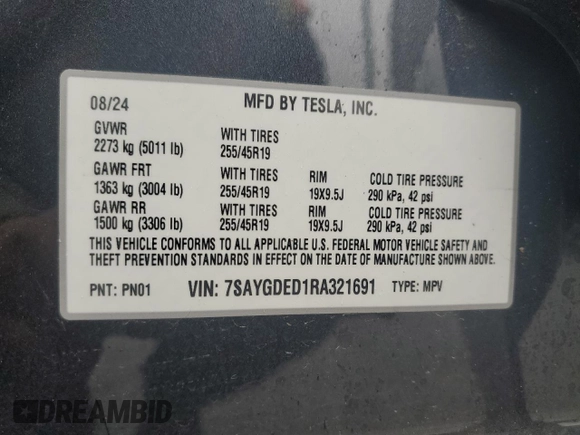 08/24 MFD BY TESLA, INC.
GVWR WITH TIRES
2273 kg (5011 lb) 255/45R19
GAWR FRT WITH TIRES RIM COLD TIRE PRESSURE
1363 kg (3004 lb) 255/45R19 19X9.5J 290 kPa, 42 psi
GAWR RR WITH TIRES RIM COLD TIRE PRESSURE
1500 kg (3306 lb) 255/45R19 19X9.5J 290 kPa, 42 psi
THIS VEHICLE CONFORMS TO ALL APPLICABLE U.S. FEDERAL MOTOR VEHICLE SAFETY AND
THEFT PREVENTION STANDARDS IN EFFECT ON THE DATE OF MANUFACTURE SHOWN ABOVE.
PNT: PN01 VIN: 7SAYGDED1RA321691 TYPE: MPV
DREAMBID